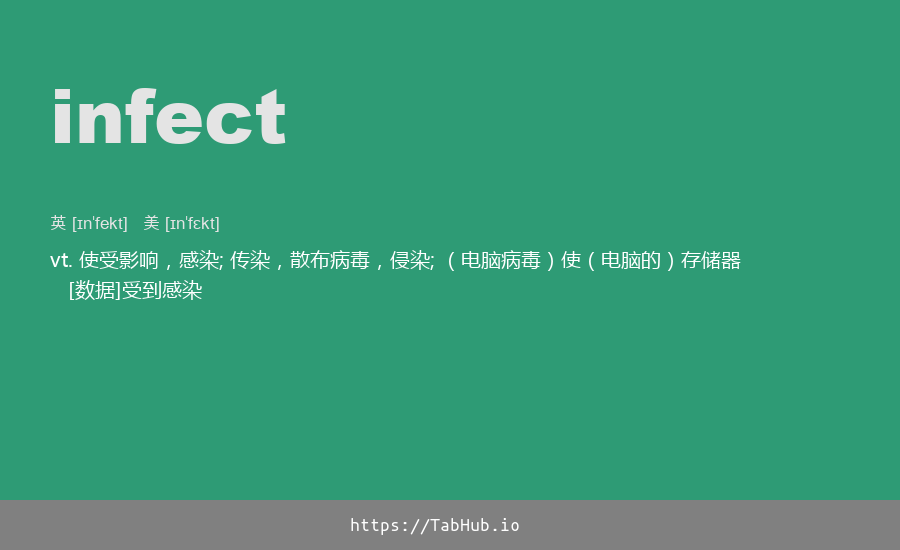 infect
英 [ɪn'fekt] 美 [ɪn'fɛkt]
vt. 使受影响，感染; 传染，散布病毒，侵染; （电脑病毒）使（电脑的）存储器
[数据]受到感染
https://TabHub.io